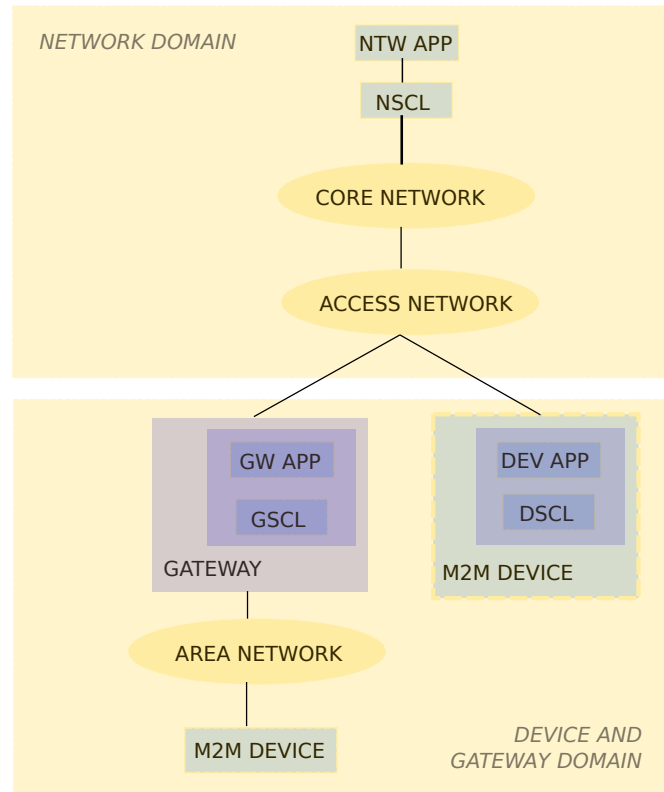 NETWORK DOMAIN
NTW APP
NSCL
CORE NETWORK
ACCESS NETWORK
GW APP
GSCL
GATEWAY
DEV APP
DSCL
M2M DEVICE
AREA NETWORK
M2M DEVICE
DEVICE AND
GATEWAY DOMAIN